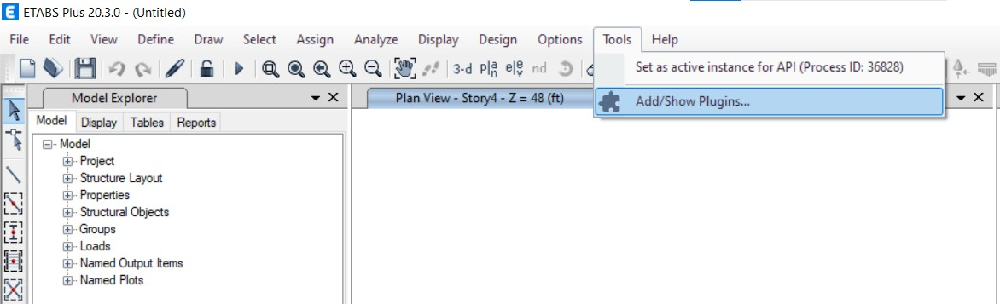 ETABS Plus 20.3.0 - (Untitled)
File Edit View Define Draw Select Assign Analyze Display Design Options Tools Help
3-d nd
Set as active instance for API (Process ID: 36828)
Model Explorer
Plan View - Story4 - Z = 48 (ft)
Add/Show Plugins...
Model Display Tables Reports
Model
Project
Structure Layout
Properties
Structural Objects
Groups
Loads
Named Output Items
Named Plots